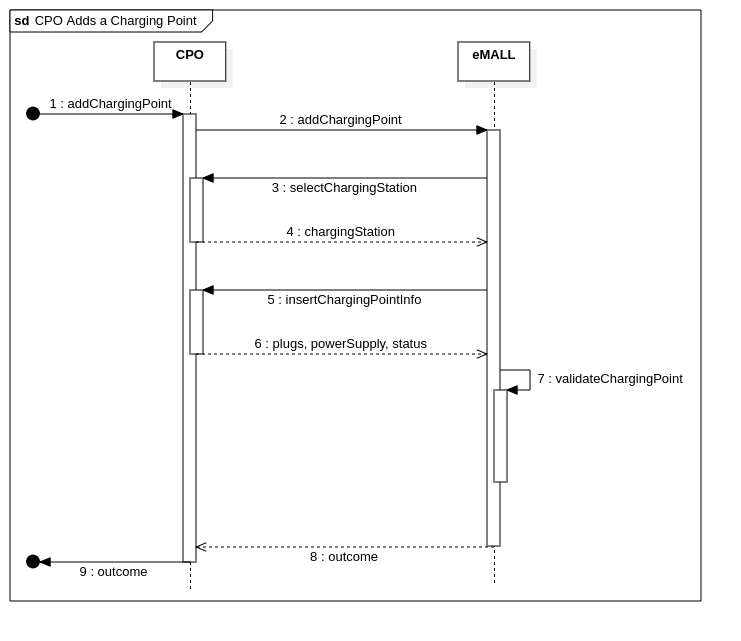 sd CPO Adds a Charging Point
CPO
eMALL
1 : addChargingPoint
2 : addChargingPoint
3 : selectChargingStation
4 : chargingStation
5 : insertChargingPointInfo
6 : plugs, powerSupply, status
7 : validateChargingPoint
8 : outcome
9 : outcome